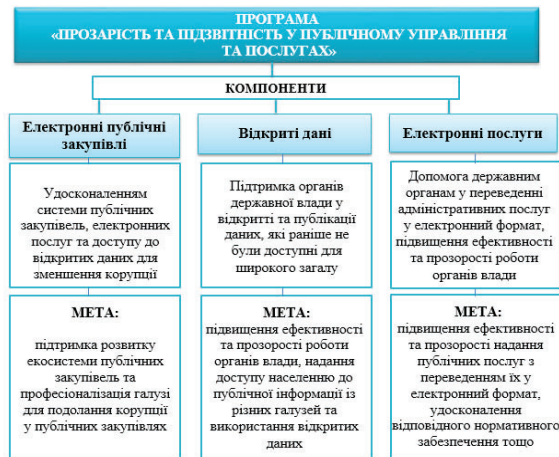 ПРОГРАМА
«ПРОЗАРІСТЬ ТА ПІДЗВІТНІСТЬ У ПУБЛІЧНОМУ УПРАВЛІННЯ
ТА ПОСЛУГАХ»
КОМПОНЕНТИ
Електронні публічні
закупівлі
Удосконаленням
системи публічних
закупівель, електронних
послуг та доступу до
відкритих даних для
зменшення корупції
МЕТА:
підтримка розвитку
екосистеми публічних
закупівель та
професіоналізація галузі
для подолання корупції
у публічних закупівлях
Відкриті дані
Підтримка органів
державної влади у
відкритті та публікації
даних, які раніше не
були доступні для
широкого загалу
МЕТА:
підвищення ефективності
та прозорості роботи
органів влади, надання
доступу населенню до
публічної інформації із
різних галузей та
використання відкритих
даних
Електронні послуги
Допомога державним
органам у переведенні
адміністративних послуг
у електронний формат,
підвищення ефективності
та прозорості роботи
органів влади
МЕТА:
підвищення ефективності
та прозорості надання
публічних послуг з
переведенням їх у
електронний формат,
удосконалення
відповідного нормативного
забезпечення тощо